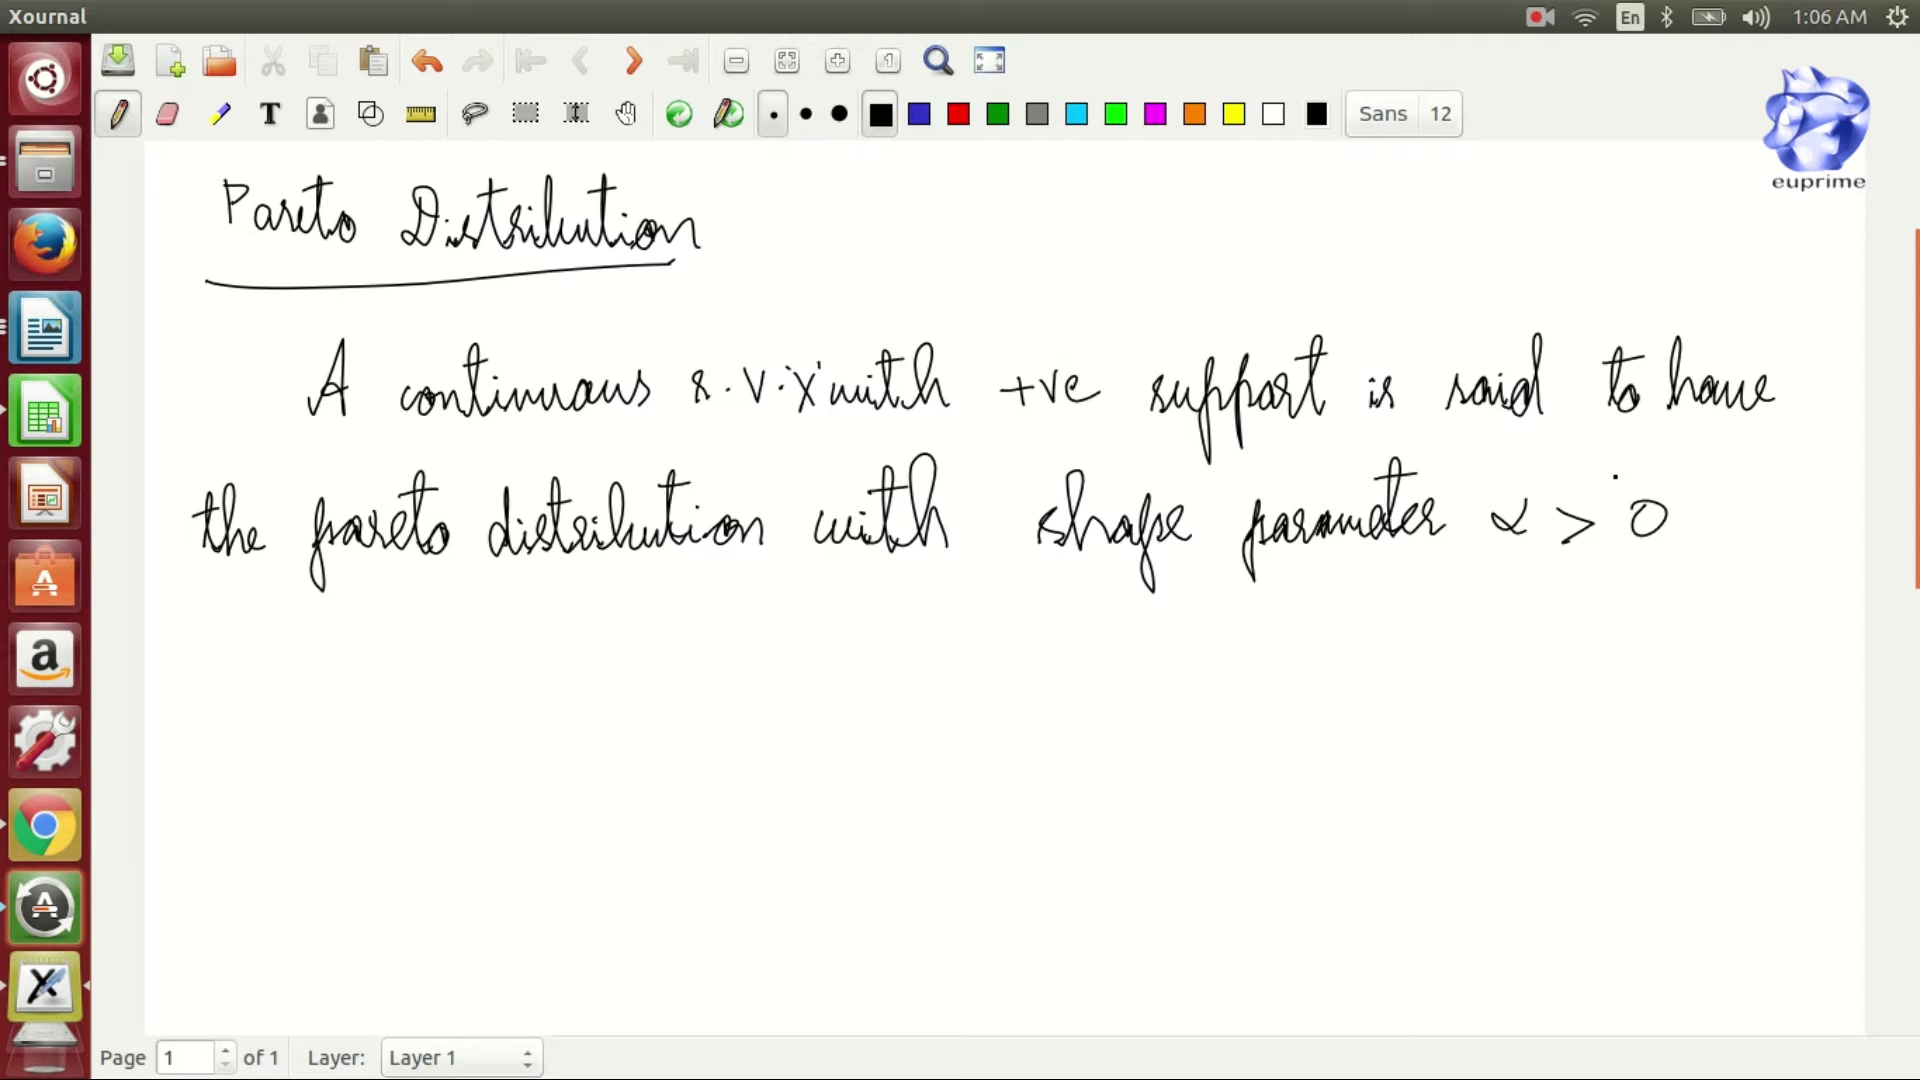 Xournal
En
1:06 AM
Sans 12
euprime
Pareto Distribution
A continuous r.v. 'X' with +ve support is said to have
the pareto distribution with shape parameter α > 0
Page 1 of 1 Layer: Layer 1